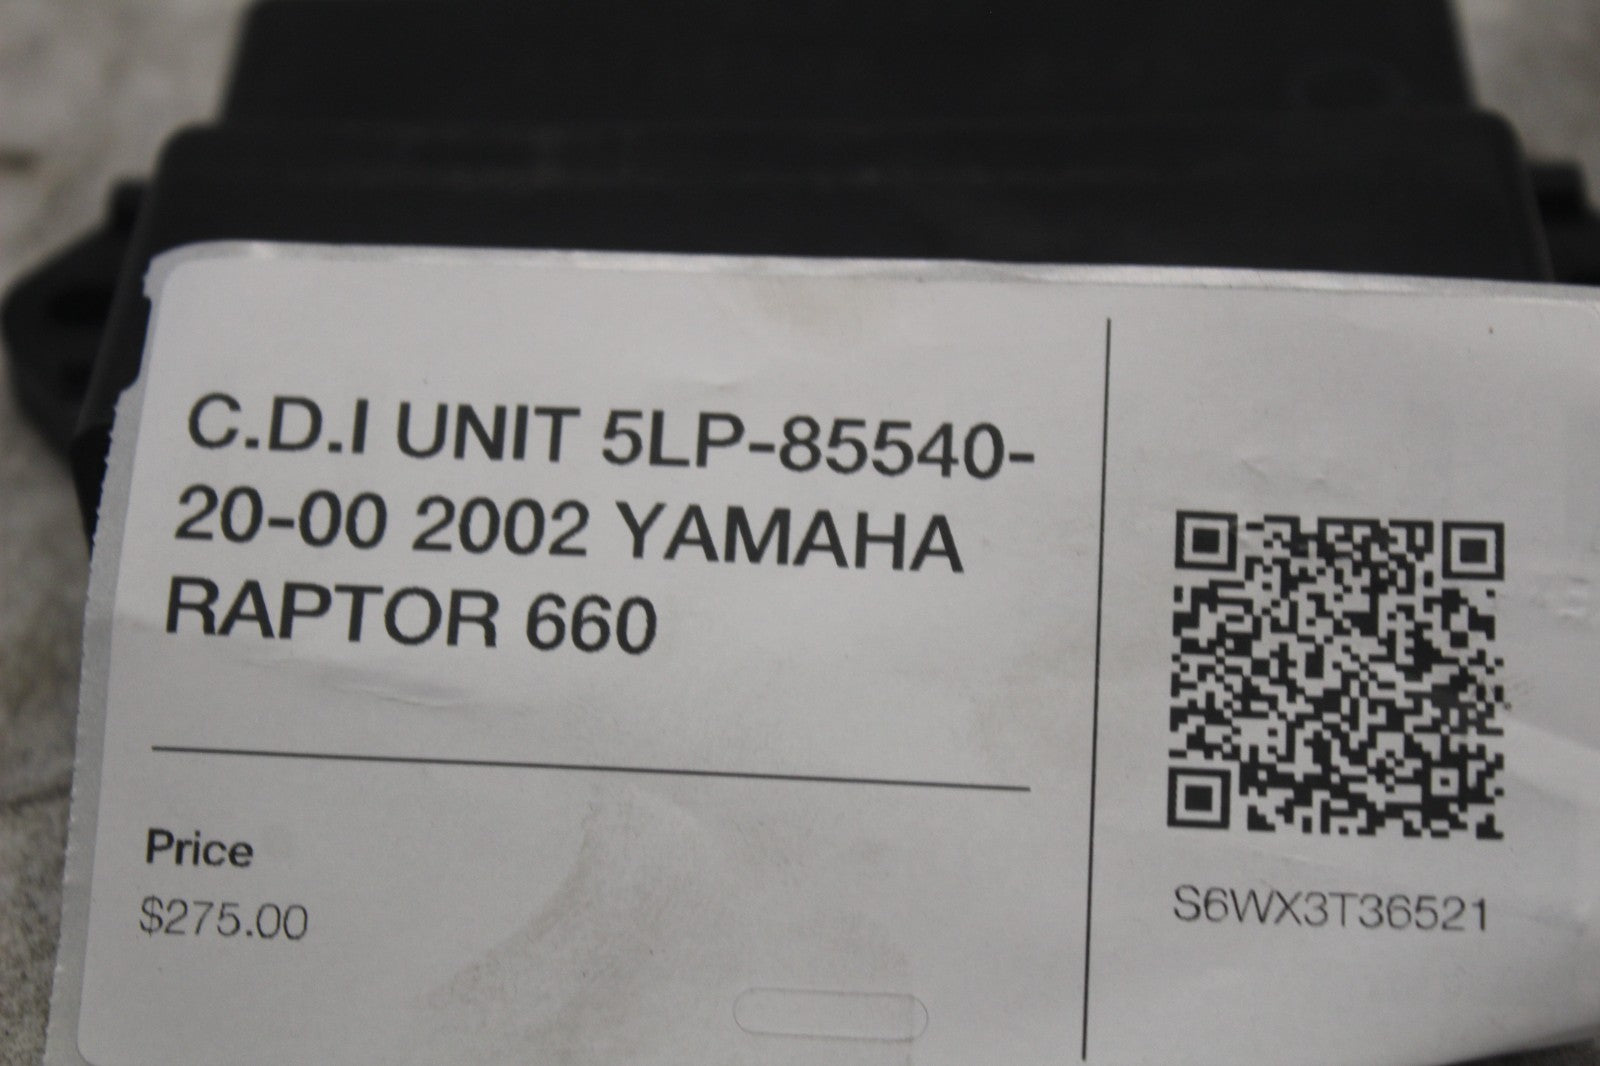 C.D.I UNIT 5LP-85540-
20-00 2002 YAMAHA
RAPTOR 660
Price
$275.00
S6WX3T36521